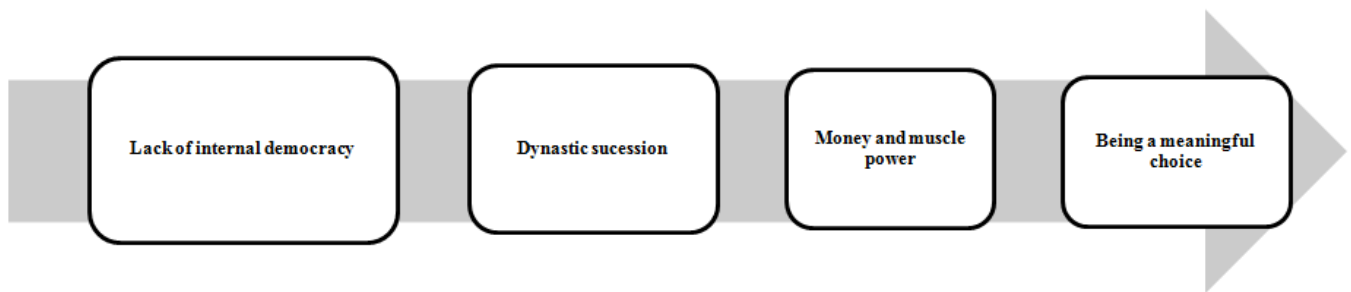 Lack of internal democracy
Dynastic sucession
Money and muscle
power
Being a meaningful
choice